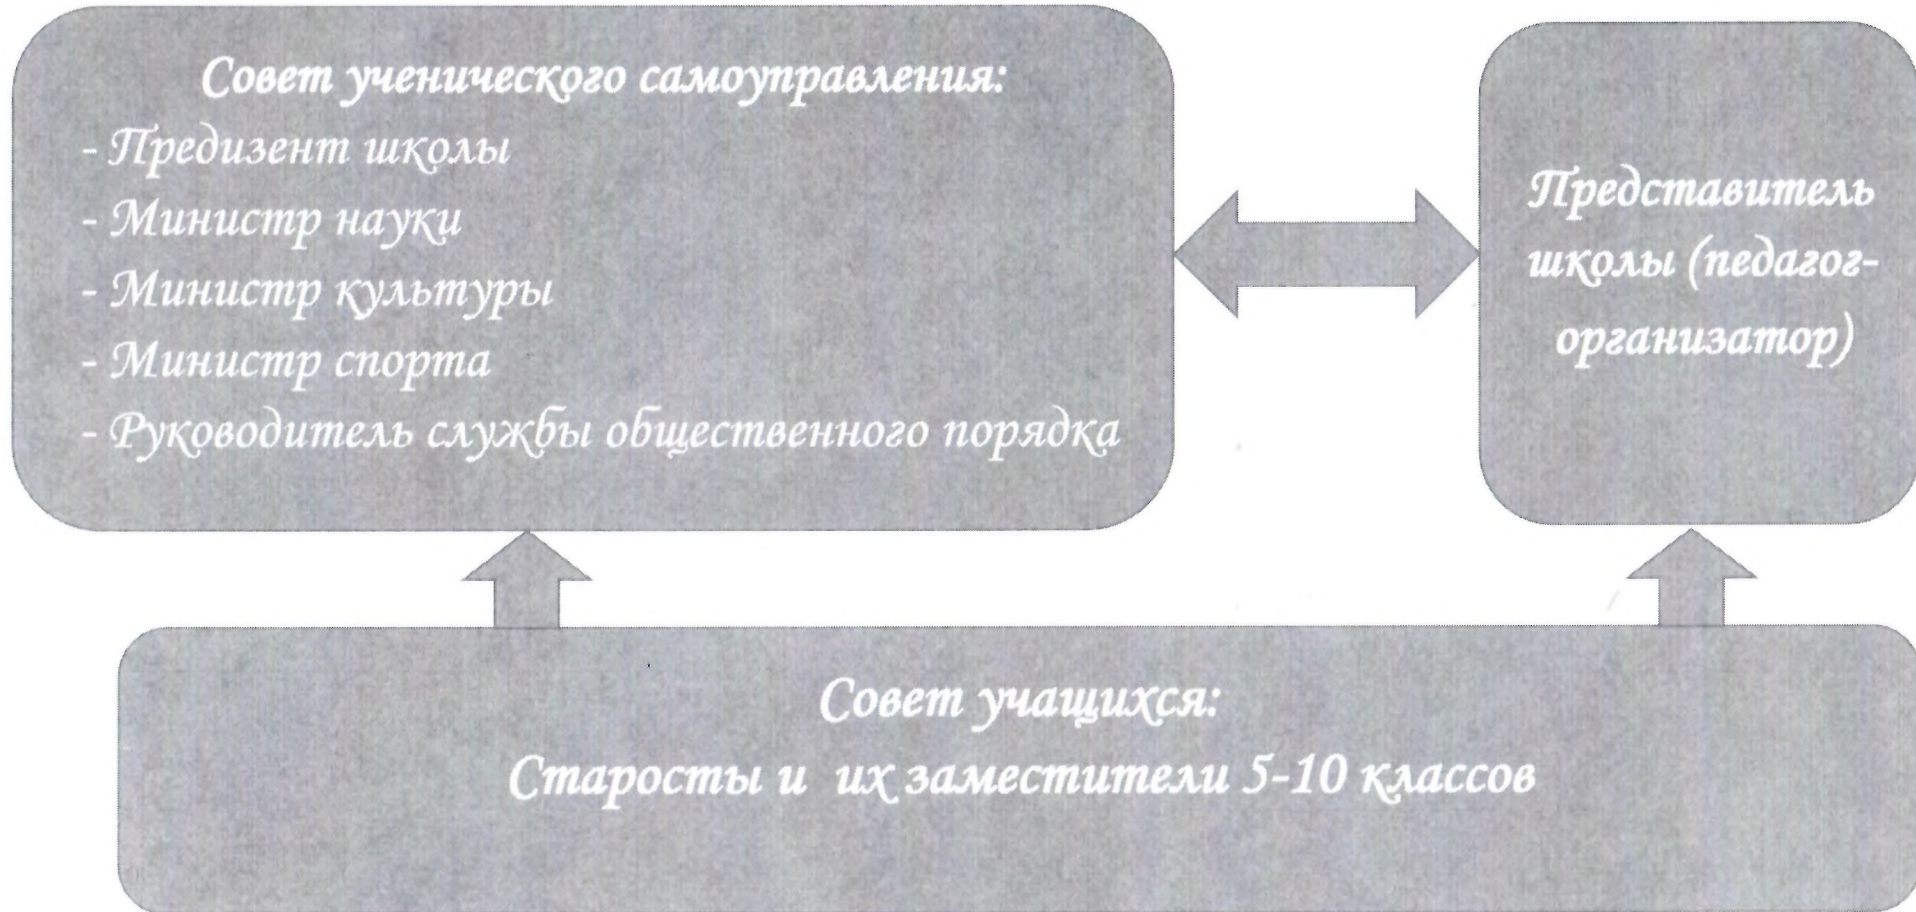 Совет ученического самоуправления:
- Предизент школы
- Министр науки
- Министр культуры
- Министр спорта
- Руководитель службы общественного порядка
Представитель
школы (педагог-
организатор)
Совет учащихся:
Старосты и их заместители 5-10 классов